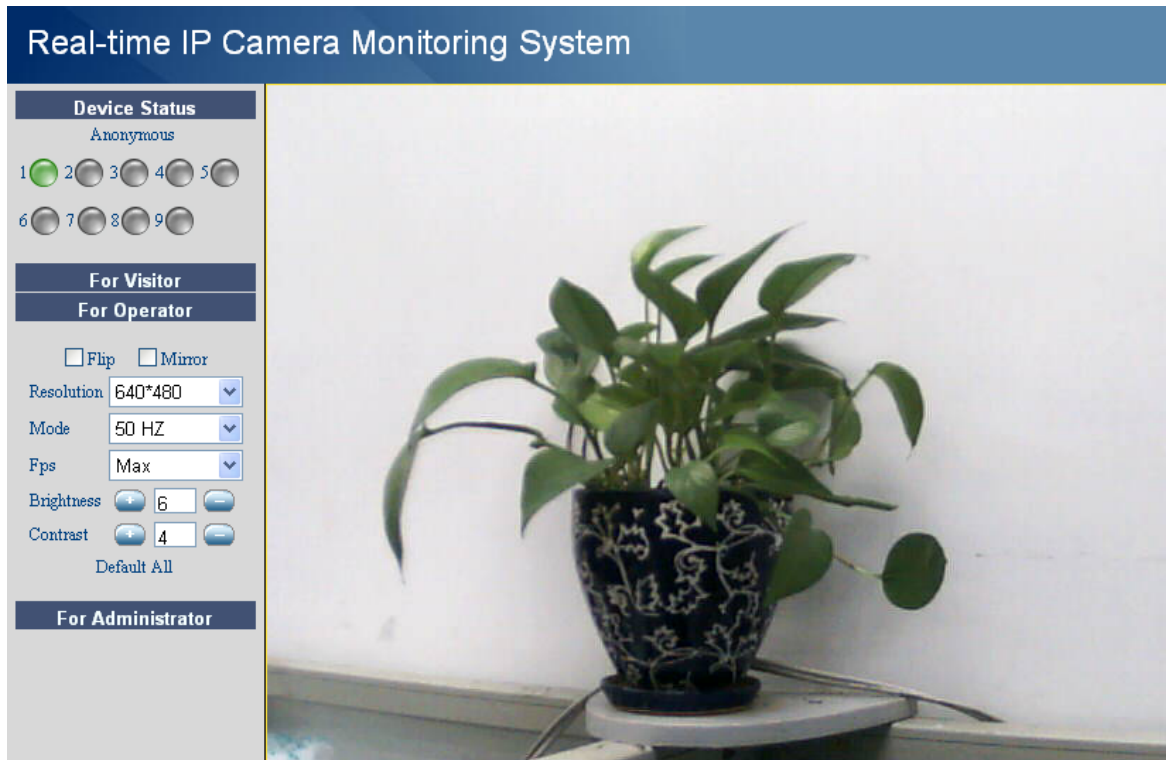 Real-time IP Camera Monitoring System
Device Status
Anonymous
1 2 3 4 5
6 7 8 9
For Visitor
For Operator
Flip Mirror
Resolution 640*480
Mode 50 HZ
Fps Max
Brightness + 6 -
Contrast + 4 -
Default All
For Administrator